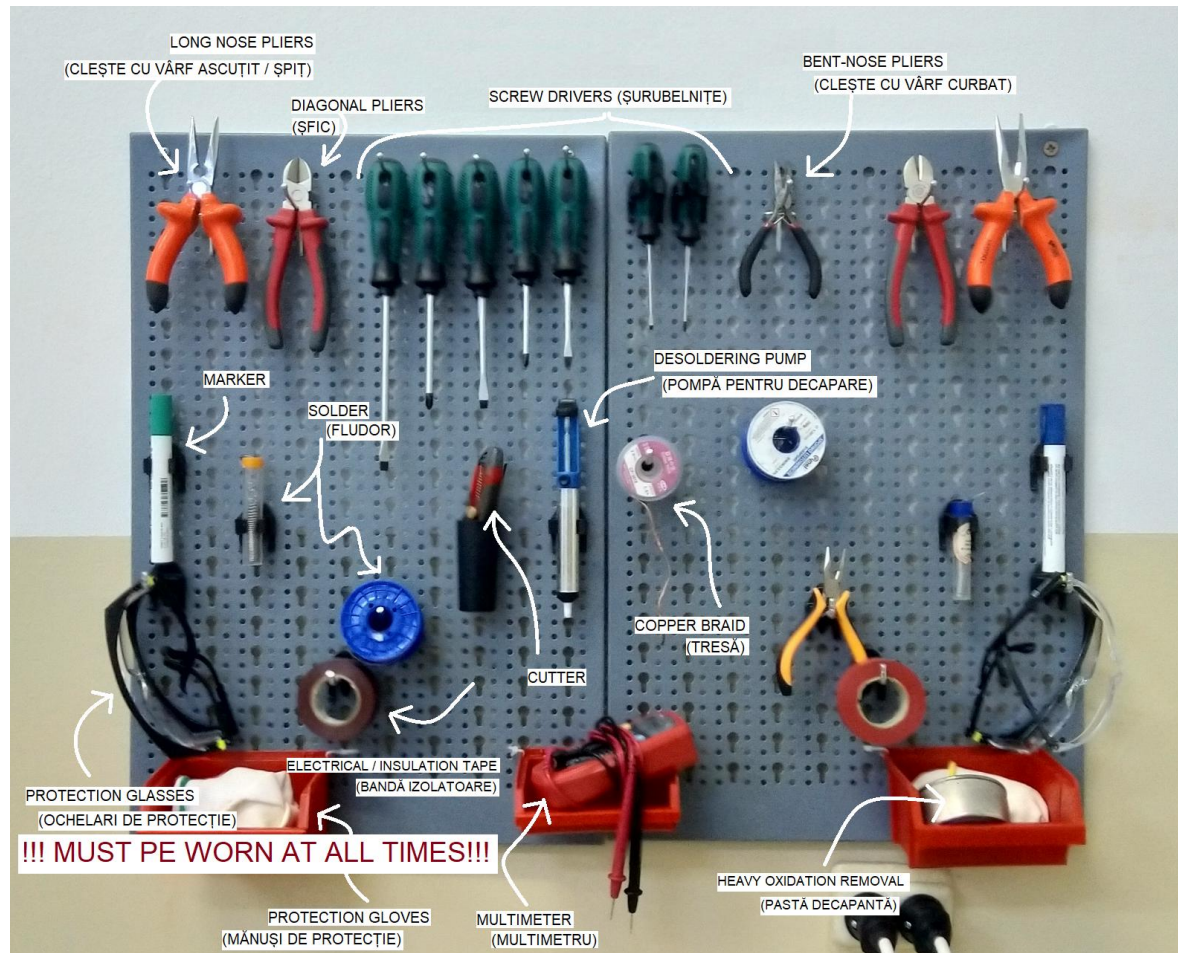 LONG NOSE PLIERS
(CLEȘTE CU VÂRF ASCUȚIT / ȘPIȚ)
DIAGONAL PLIERS
(ȘFIC)
SCREW DRIVERS (ȘURUBELNIȚE)
BENT-NOSE PLIERS
(CLEȘTE CU VÂRF CURBAT)
MARKER
SOLDER
(FLUDOR)
DESOLDERING PUMP
(POMPĂ PENTRU DECAPARE)
COPPER BRAID
(TRESĂ)
CUTTER
ELECTRICAL / INSULATION TAPE
(BANDĂ IZOLATOARE)
PROTECTION GLASSES
(OCHELARI DE PROTECȚIE)
!!! MUST PE WORN AT ALL TIMES!!!
PROTECTION GLOVES
(MĂNUȘI DE PROTECȚIE)
MULTIMETER
(MULTIMETRU)
HEAVY OXIDATION REMOVAL
(PASTĂ DECAPANTĂ)